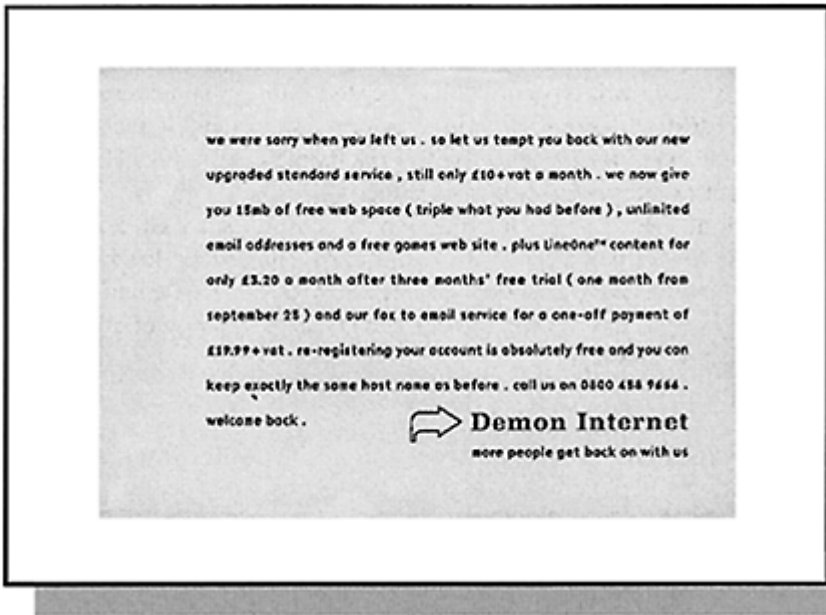 we were sorry when you left us . so let us tempt you back with our new
upgraded standard service , still only £10+vat a month . we now give
you 15mb of free web space ( triple what you had before ) , unlimited
email addresses and a free games web site . plus LineOne™ content for
only £3.20 a month after three months' free trial ( one month from
september 25 ) and our fax to email service for a one-off payment of
£19.99+vat . re-registering your account is absolutely free and you can
keep exactly the same host name as before . call us on 0800 458 9666 .
welcome back .
Demon Internet
more people get back on with us